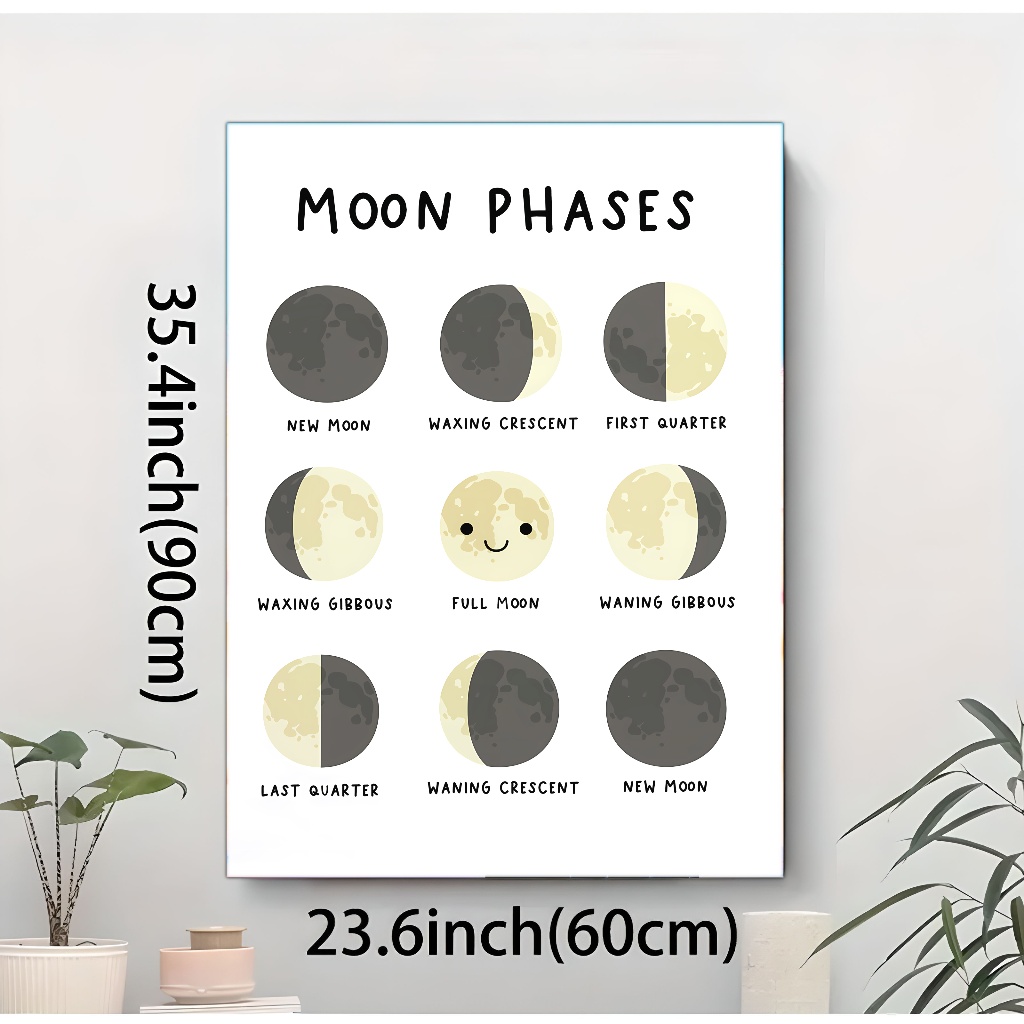 MOON PHASES
NEW MOON
WAXING CRESCENT
FIRST QUARTER
WAXING GIBBOUS
FULL MOON
WANING GIBBOUS
LAST QUARTER
WANING CRESCENT
NEW MOON
35.4inch(90cm)
23.6inch(60cm)